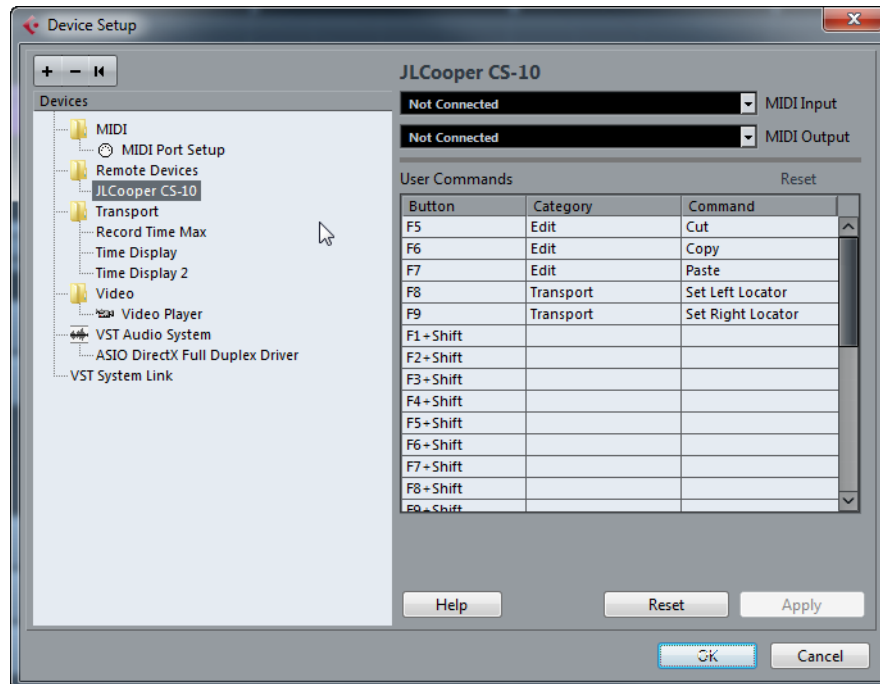 Device Setup
Devices
MIDI
MIDI Port Setup
Remote Devices
JLCooper CS-10
Transport
Record Time Max
Time Display
Time Display 2
Video
Video Player
VST Audio System
ASIO DirectX Full Duplex Driver
VST System Link
JLCooper CS-10
Not Connected MIDI Input
Not Connected MIDI Output
User Commands Reset
Button Category Command
F5 Edit Cut
F6 Edit Copy
F7 Edit Paste
F8 Transport Set Left Locator
F9 Transport Set Right Locator
F1+Shift
F2+Shift
F3+Shift
F4+Shift
F5+Shift
F6+Shift
F7+Shift
F8+Shift
F9+Shift
Help Reset Apply
OK Cancel